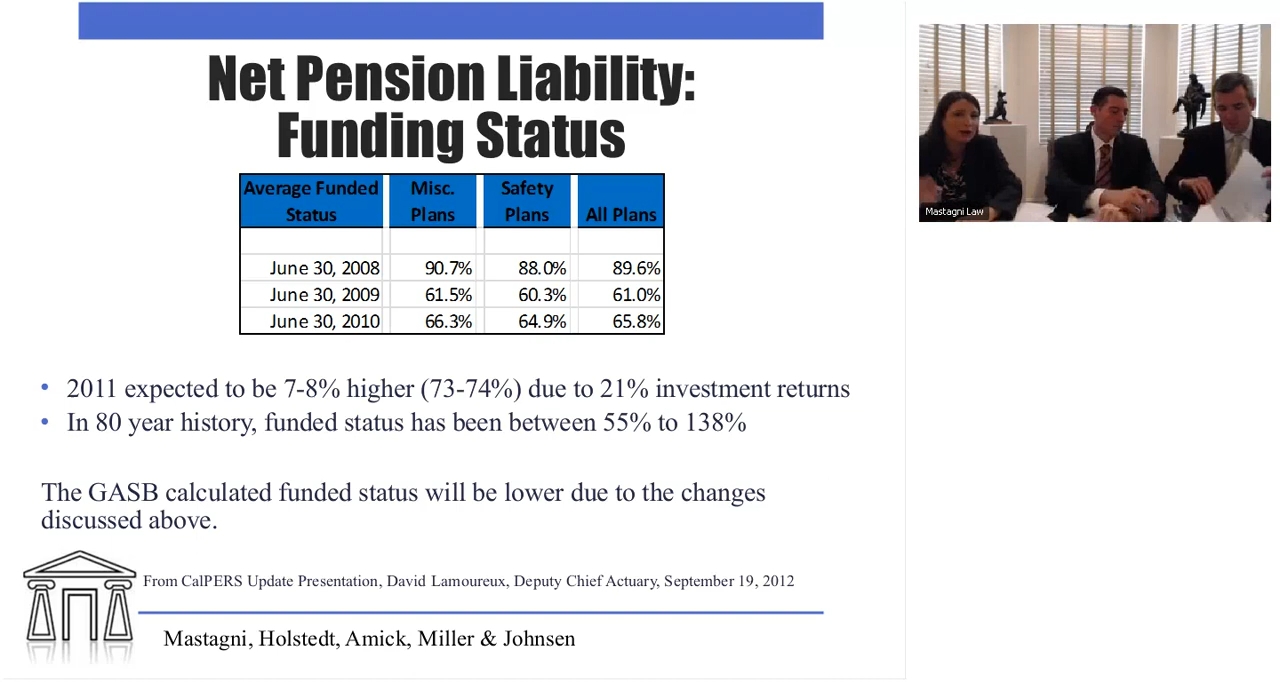 Net Pension Liability:
Funding Status
Average Funded Status Misc. Plans Safety Plans All Plans
June 30, 2008 90.7% 88.0% 89.6%
June 30, 2009 61.5% 60.3% 61.0%
June 30, 2010 66.3% 64.9% 65.8%
• 2011 expected to be 7-8% higher (73-74%) due to 21% investment returns
• In 80 year history, funded status has been between 55% to 138%
The GASB calculated funded status will be lower due to the changes
discussed above.
From CalPERS Update Presentation, David Lamoureux, Deputy Chief Actuary, September 19, 2012
Mastagni, Holstedt, Amick, Miller & Johnsen
Mastagni Law